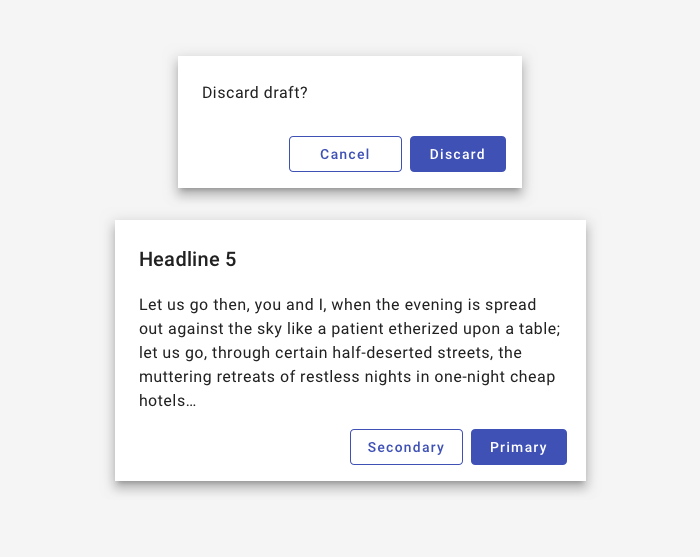 Discard draft?
Cancel
Discard
Headline 5
Let us go then, you and I, when the evening is spread
out against the sky like a patient etherized upon a table;
let us go, through certain half-deserted streets, the
muttering retreats of restless nights in one-night cheap
hotels…
Secondary
Primary